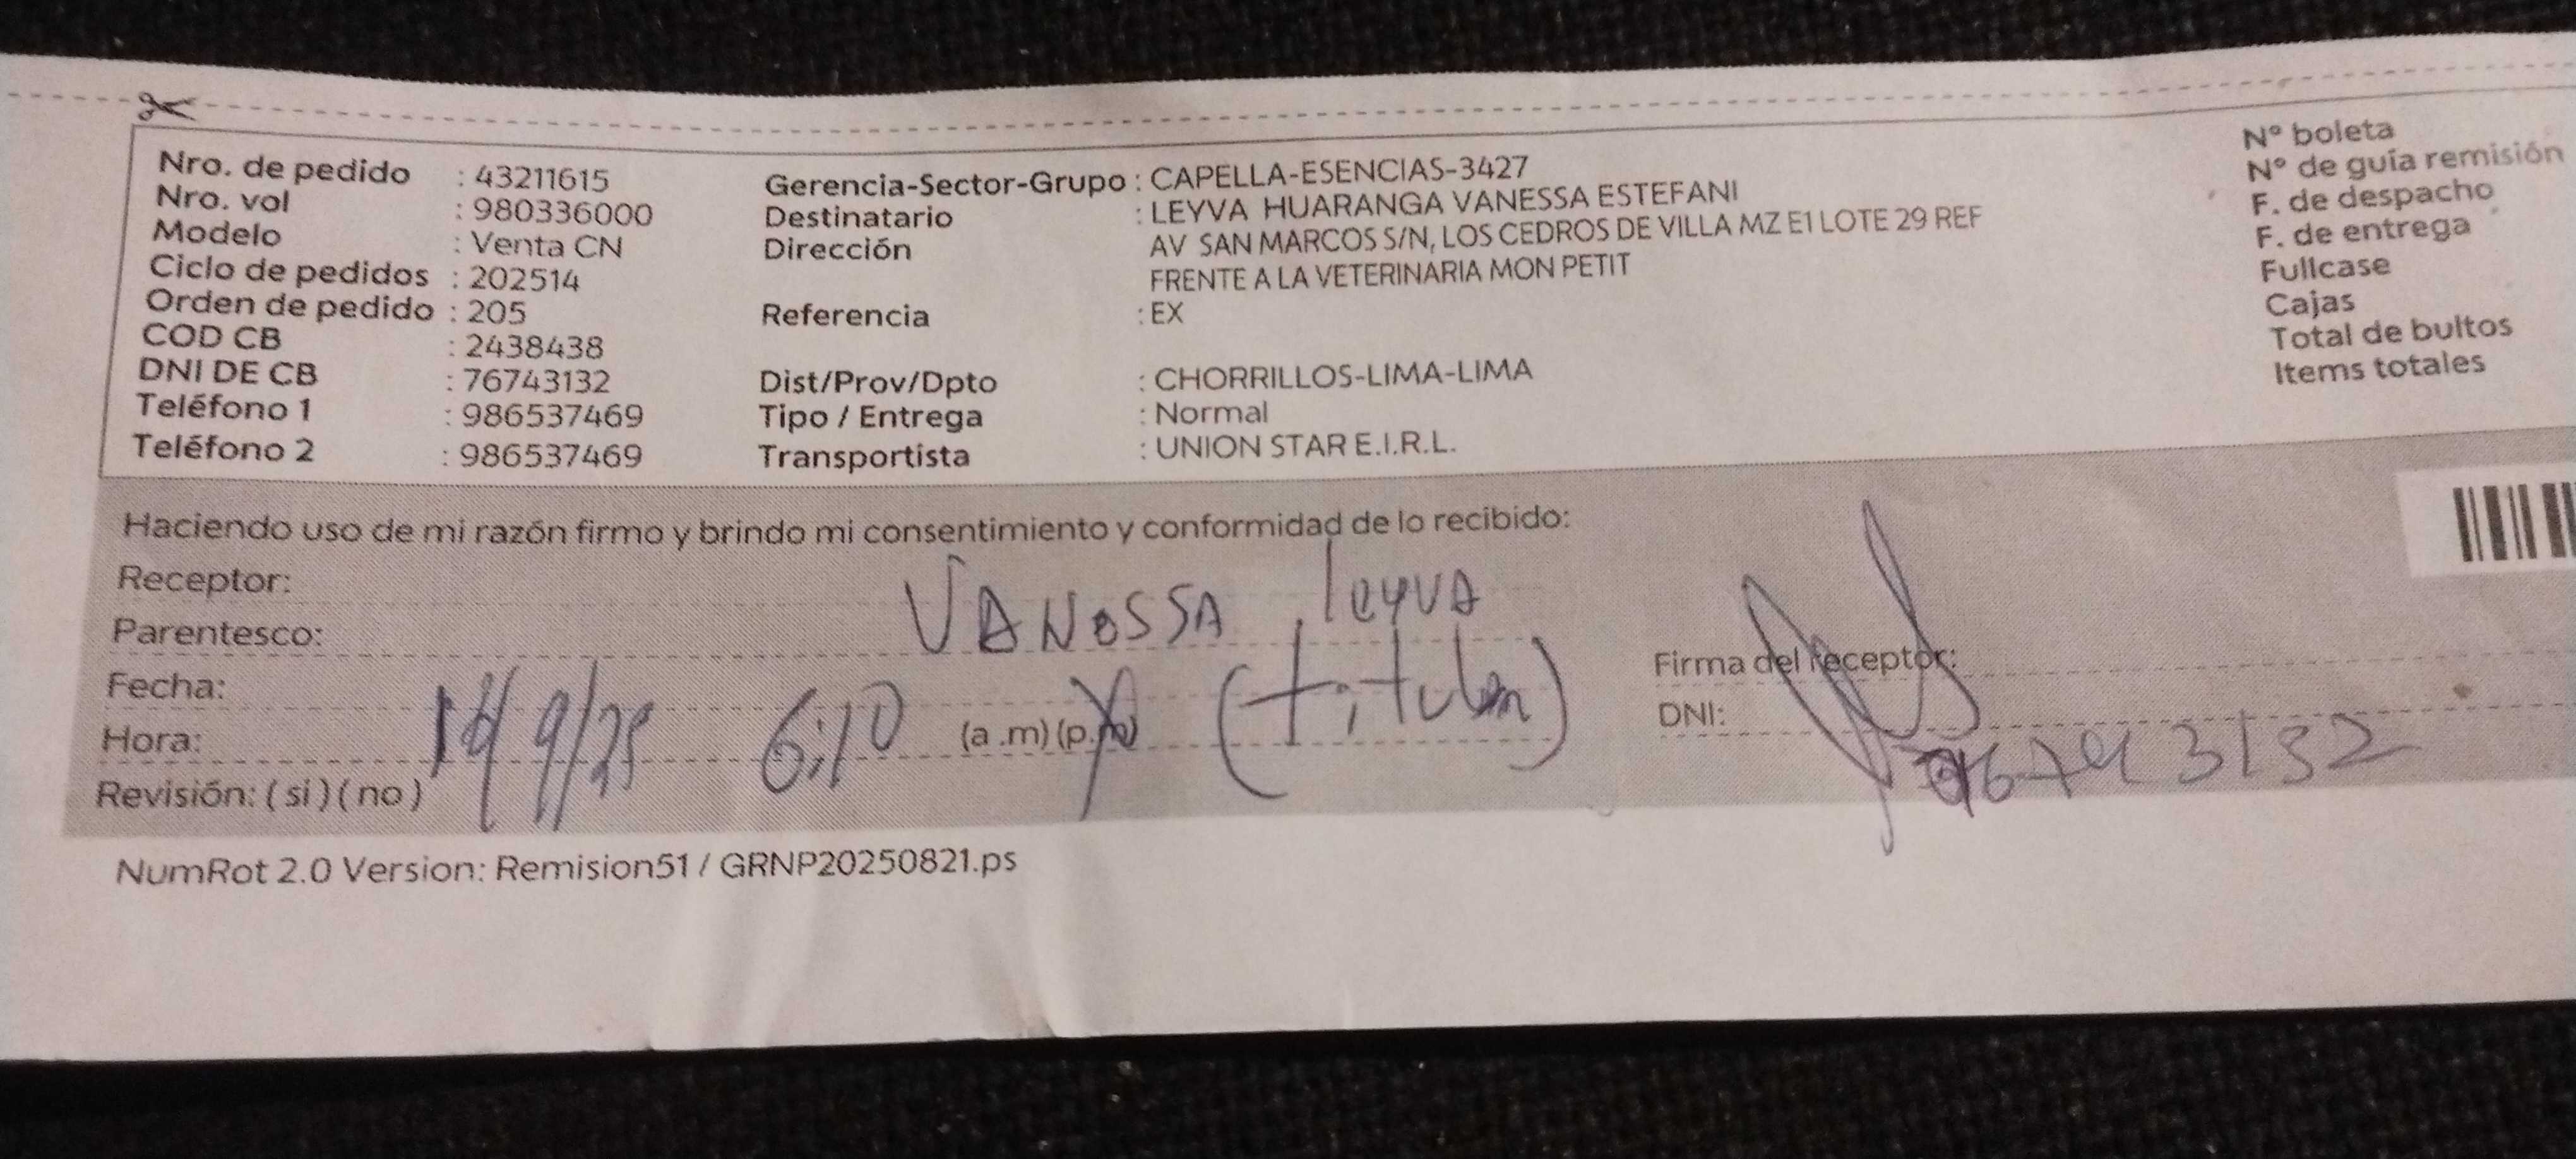 Nro. de pedido : 43211615
Nro. vol : 980336000
Modelo : Venta CN
Ciclo de pedidos : 202514
Orden de pedido : 205
COD CB : 2438438
DNI DE CB : 76743132
Teléfono 1 : 986537469
Teléfono 2 : 986537469
Gerencia-Sector-Grupo : CAPELLA-ESENCIAS-3427
Destinatario : LEYVA HUARANGA VANESSA ESTEFANI
Dirección AV SAN MARCOS S/N, LOS CEDROS DE VILLA MZ E1 LOTE 29 REF
FRENTE A LA VETERINARIA MON PETIT
Referencia : EX
Dist/Prov/Dpto : CHORRILLOS-LIMA-LIMA
Tipo / Entrega : Normal
Transportista : UNION STAR E.I.R.L.
N° boleta
N° de guía remisión
F. de despacho
F. de entrega
Fullcase
Cajas
Total de bultos
Items totales
Haciendo uso de mi razón firmo y brindo mi consentimiento y conformidad de lo recibido:
Receptor:
Parentesco: VANESSA leyva
Fecha:
Hora: /9/25 6:10 (a .m) (p.m) (titular)
Revisión: ( si ) ( no )
Firma del receptor:
DNI: 76743132
NumRot 2.0 Version: Remision51 / GRNP20250821.ps